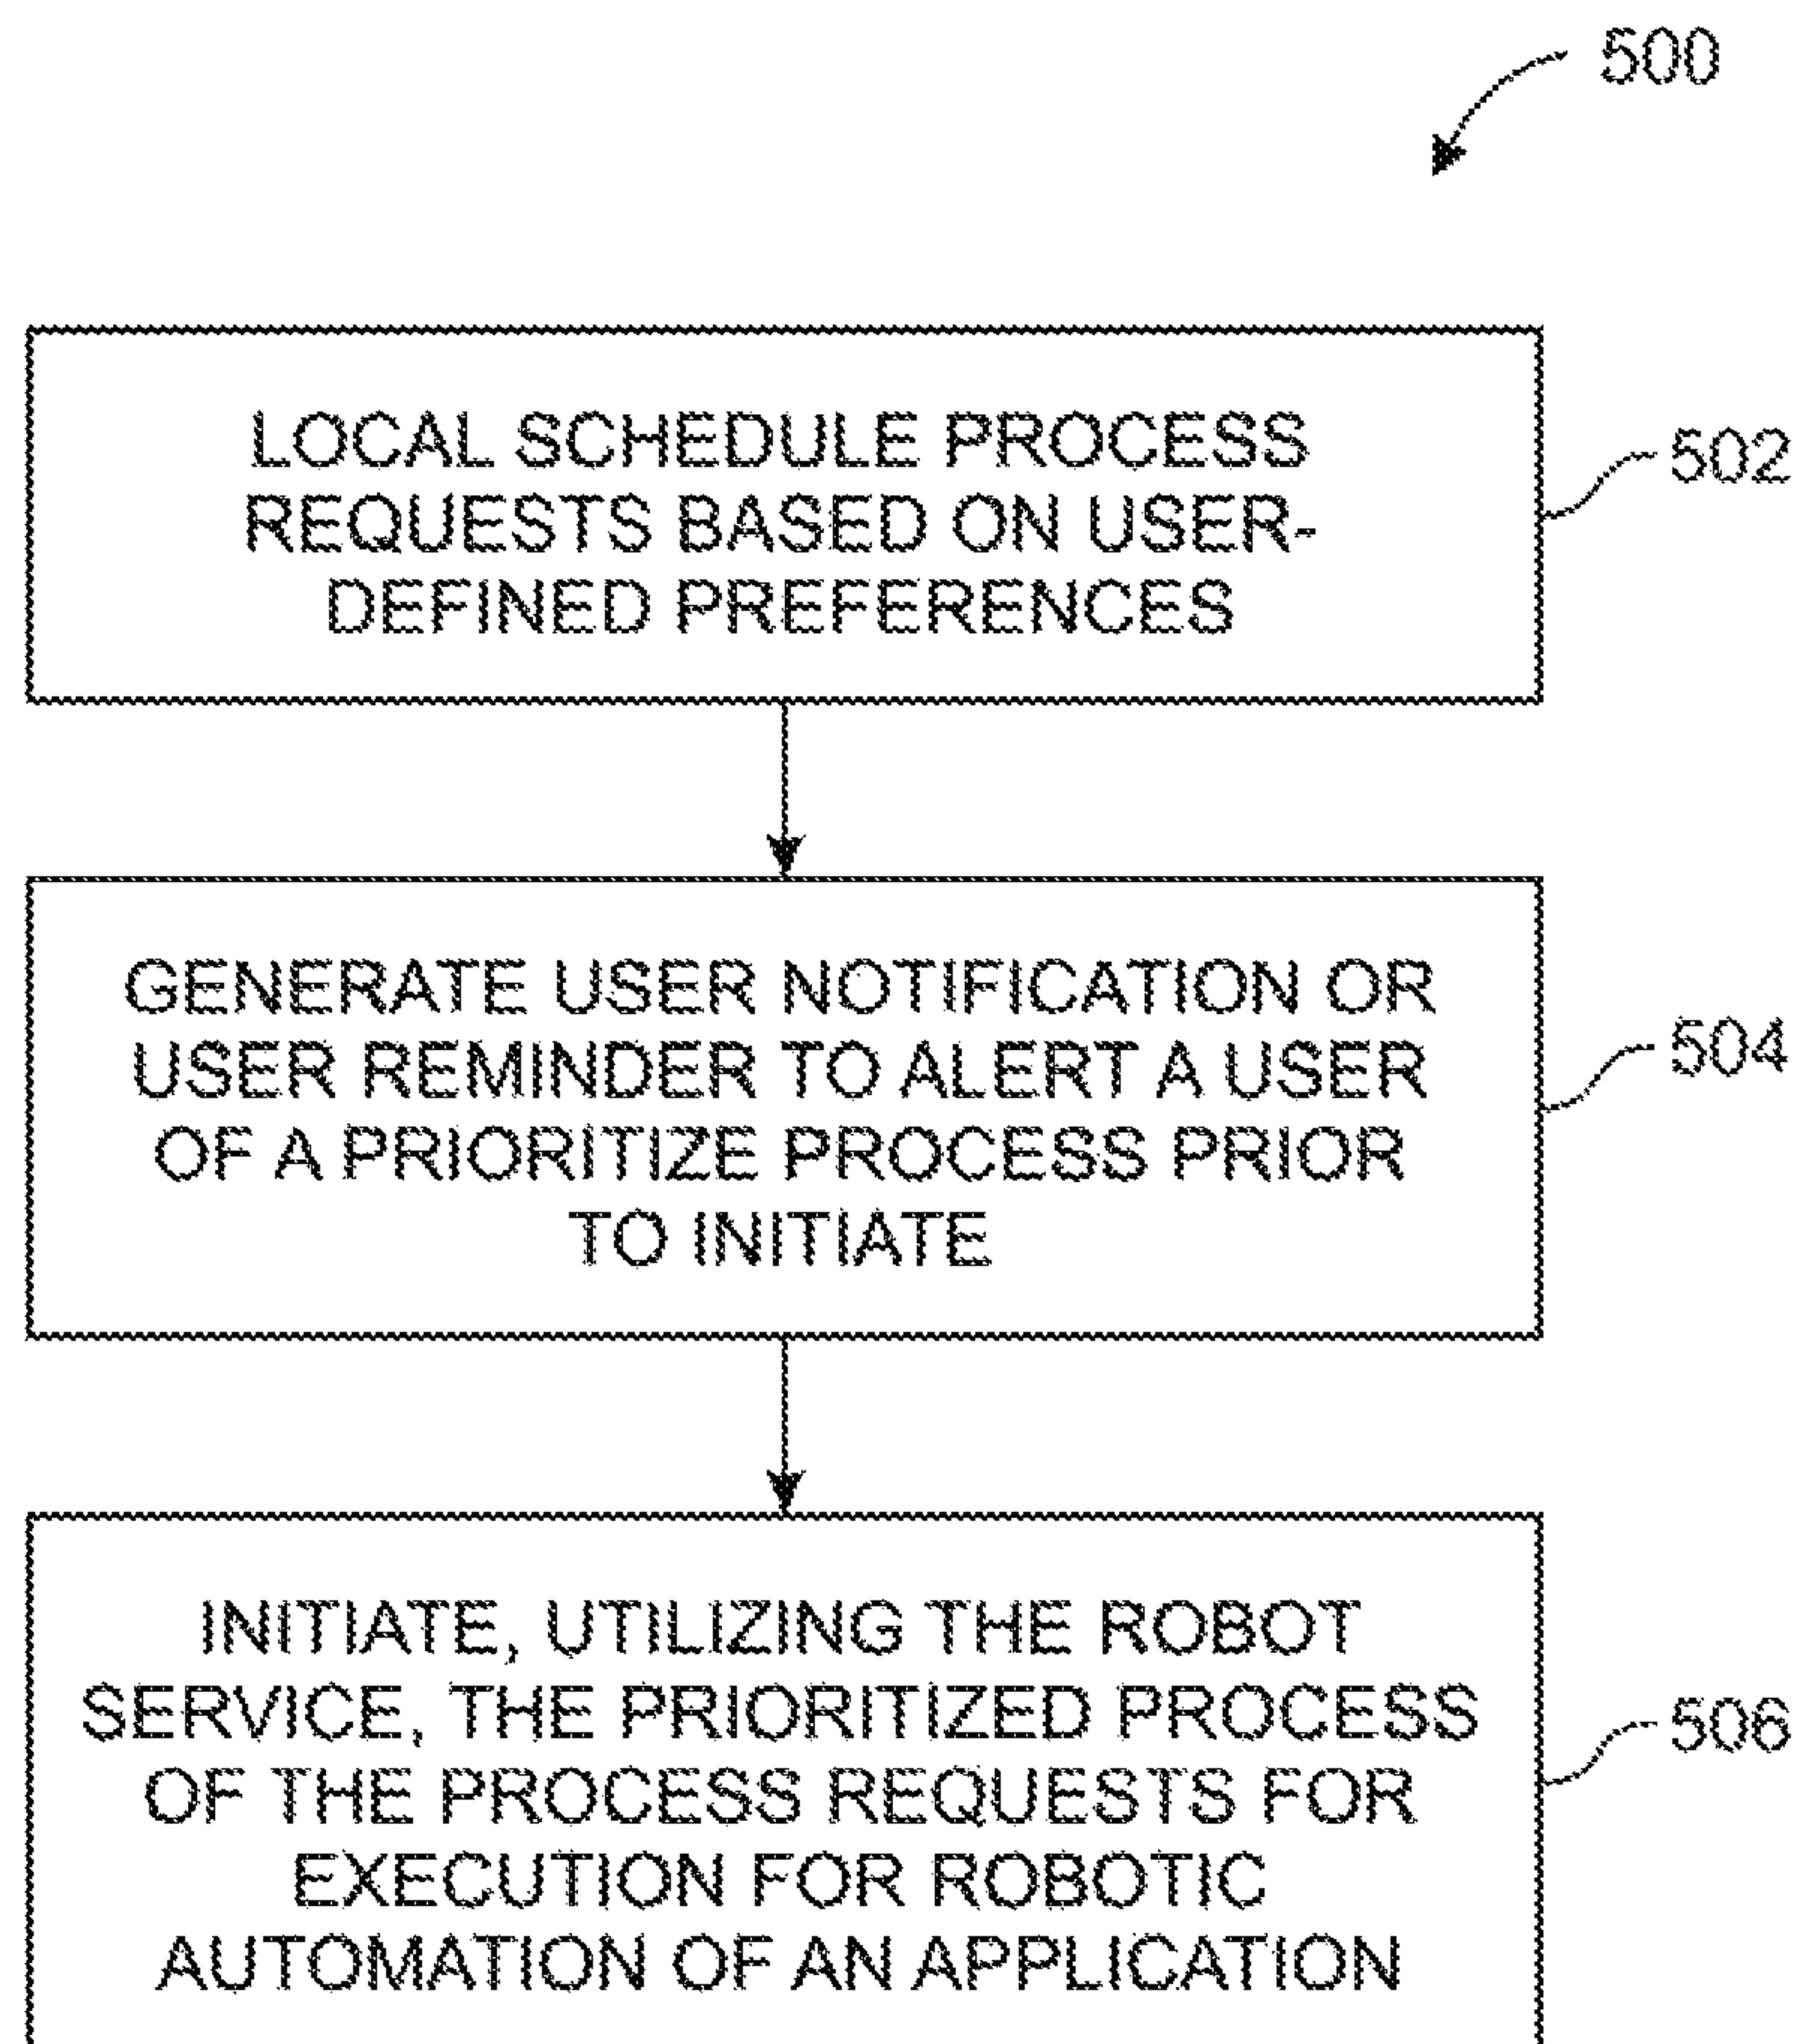 500
LOCAL SCHEDULE PROCESS
REQUESTS BASED ON USER-
DEFINED PREFERENCES
502
GENERATE USER NOTIFICATION OR
USER REMINDER TO ALERT A USER
OF A PRIORITIZE PROCESS PRIOR
TO INITIATE
504
INITIATE, UTILIZING THE ROBOT
SERVICE, THE PRIORITIZED PROCESS
OF THE PROCESS REQUESTS FOR
EXECUTION FOR ROBOTIC
AUTOMATION OF AN APPLICATION
506